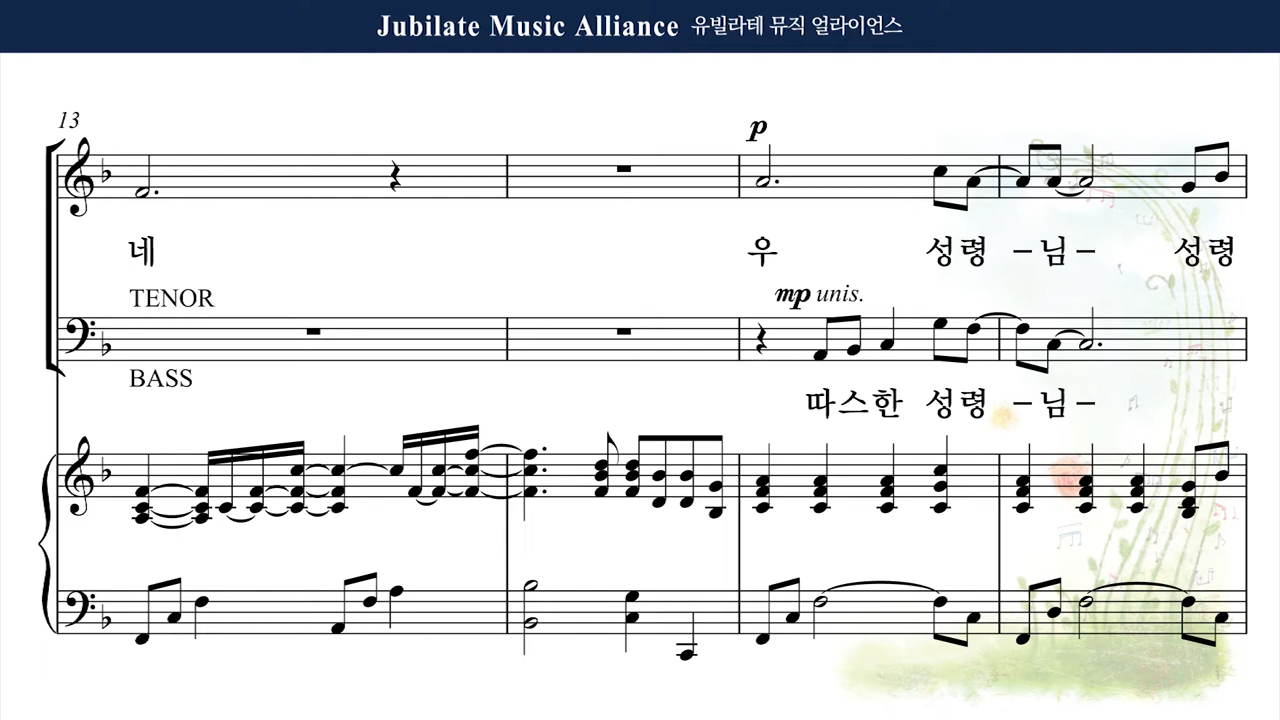 Jubilate Music Alliance 유빌라테 뮤직 얼라이언스
13
p
네 우 성령 – 님 – 성령
TENOR
mp unis.
BASS
따스한 성령 – 님 –